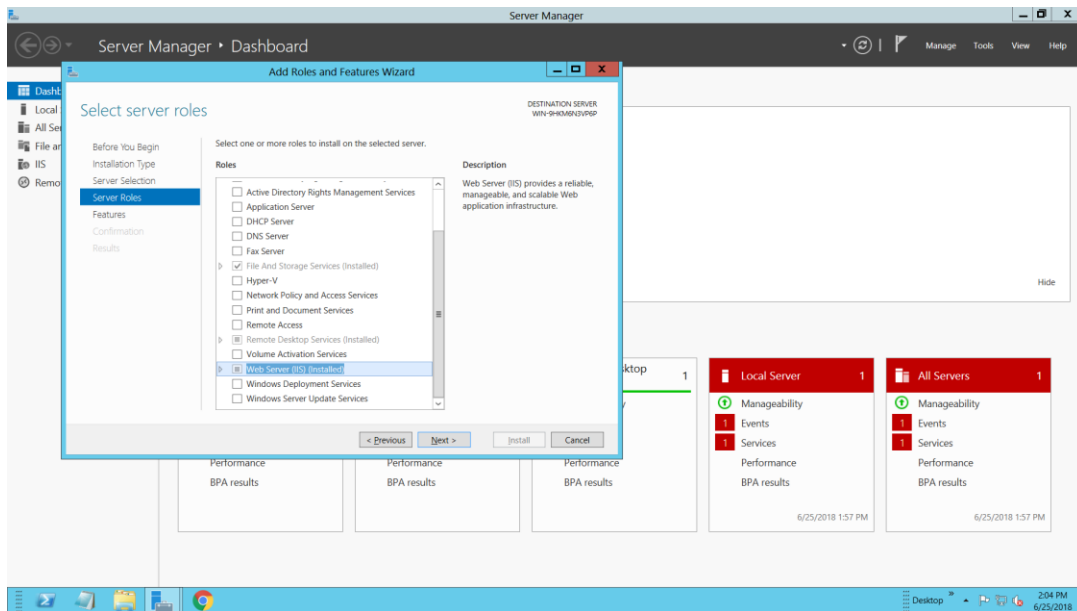 Server Manager
Server Manager • Dashboard
Manage Tools View Help
Add Roles and Features Wizard
Dashb
Local
All Ser
File an
IIS
Remo
Select server roles
DESTINATION SERVER
WIN-9HKM6N3VP6P
Before You Begin
Installation Type
Server Selection
Server Roles
Features
Confirmation
Results
Select one or more roles to install on the selected server.
Roles
Active Directory Rights Management Services
Application Server
DHCP Server
DNS Server
Fax Server
File And Storage Services (Installed)
Hyper-V
Network Policy and Access Services
Print and Document Services
Remote Access
Remote Desktop Services (Installed)
Volume Activation Services
Web Server (IIS) (Installed)
Windows Deployment Services
Windows Server Update Services
Description
Web Server (IIS) provides a reliable,
manageable, and scalable Web
application infrastructure.
< Previous Next > Install Cancel
Hide
Performance
BPA results
Performance
BPA results
ktop 1
Performance
BPA results
Local Server 1
Manageability
1 Events
1 Services
Performance
BPA results
6/25/2018 1:57 PM
All Servers 1
Manageability
1 Events
1 Services
Performance
BPA results
6/25/2018 1:57 PM
Desktop
2:04 PM
6/25/2018